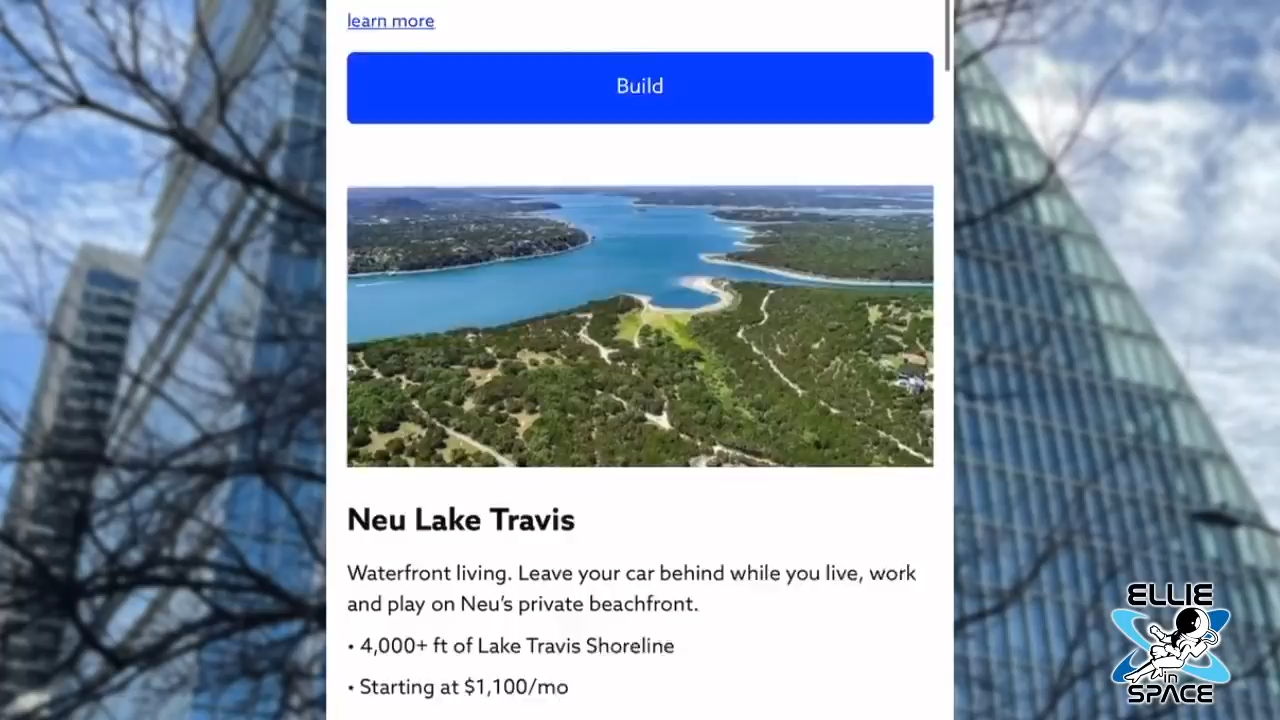 learn more
Build
Neu Lake Travis
Waterfront living. Leave your car behind while you live, work
and play on Neu's private beachfront.
• 4,000+ ft of Lake Travis Shoreline
• Starting at $1,100/mo
ELLIE
in
SPACE